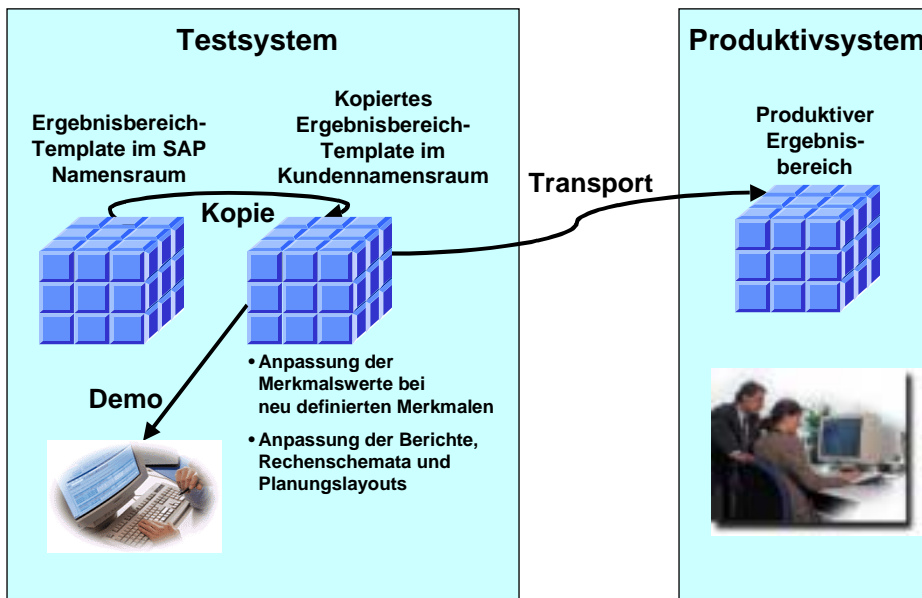 Testsystem
Ergebnisbereich-
Template im SAP
Namensraum
Kopiertes
Ergebnisbereich-
Template im
Kundennamensraum
Kopie
Demo
• Anpassung der
Merkmalswerte bei
neu definierten Merkmalen
• Anpassung der Berichte,
Rechenschemata und
Planungslayouts
Transport
Produktivsystem
Produktiver
Ergebnis-
bereich